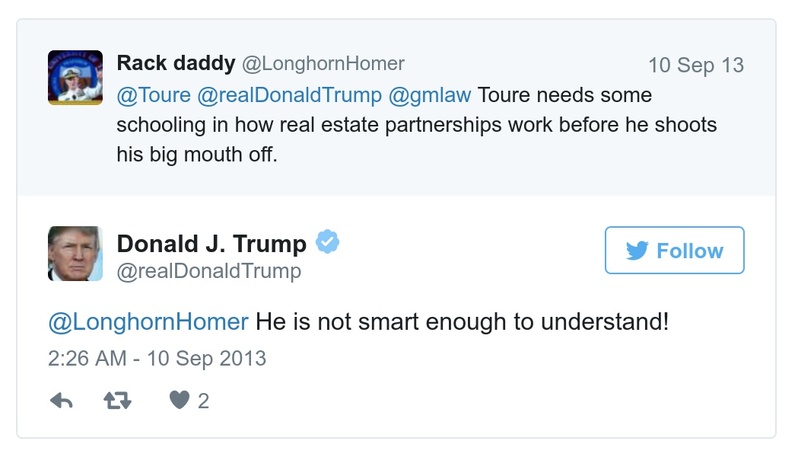 Rack daddy @LonghornHomer 10 Sep 13
@Toure @realDonaldTrump @gmlaw Toure needs some
schooling in how real estate partnerships work before he shoots
his big mouth off.
Donald J. Trump
@realDonaldTrump
Follow
@LonghornHomer He is not smart enough to understand!
2:26 AM - 10 Sep 2013
2